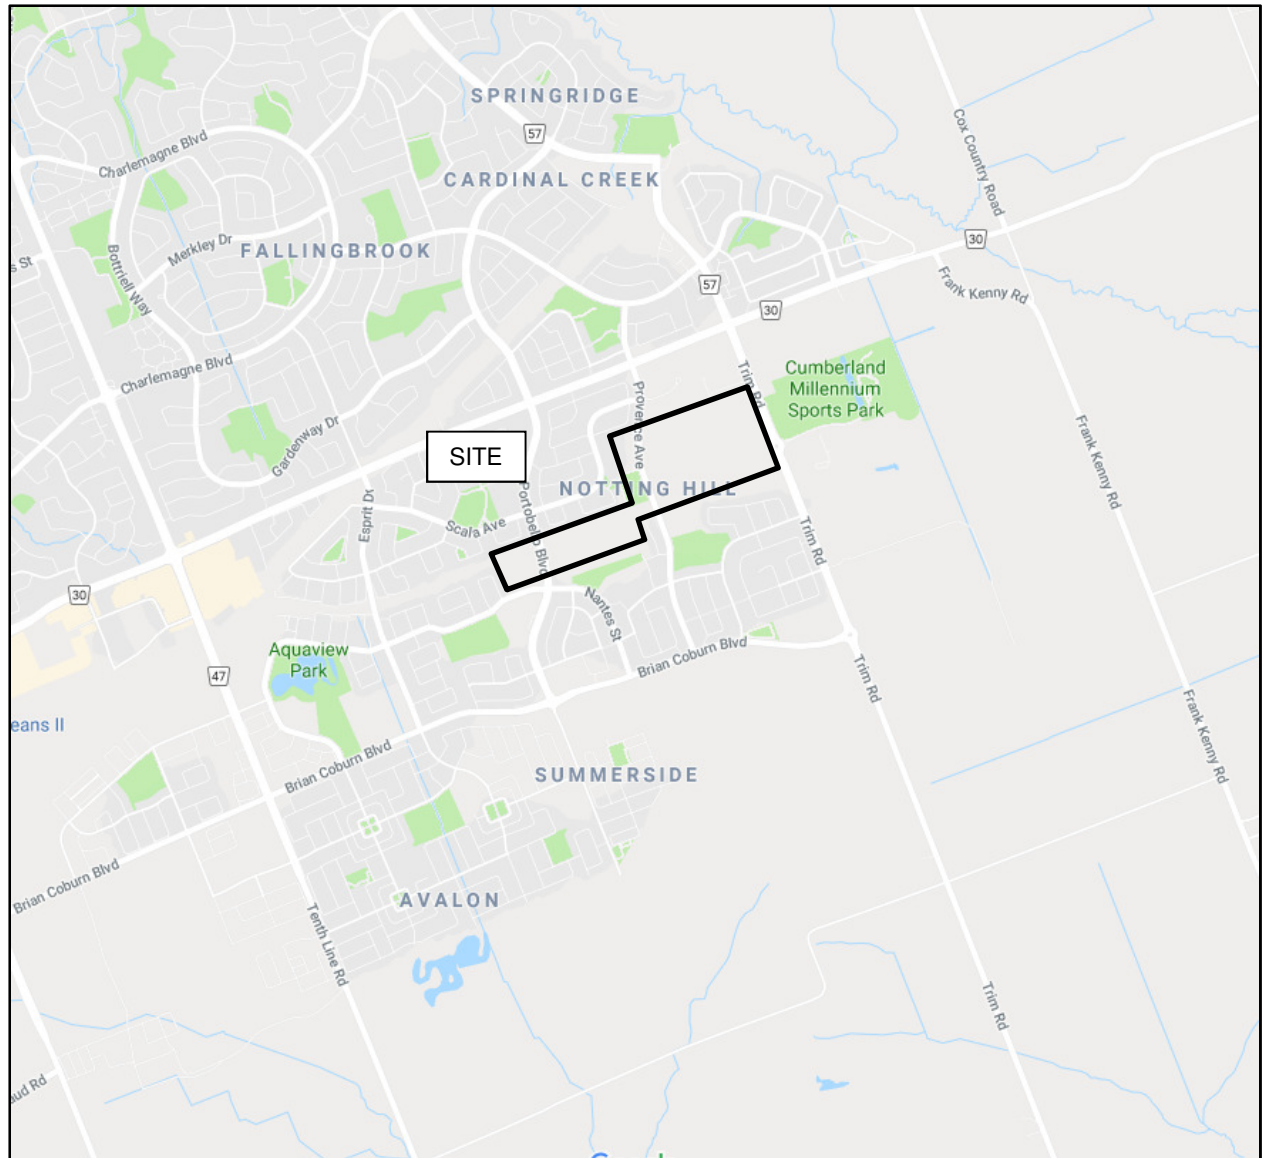 SPRINGRIDGE
57
Charlemagne Blvd
Cox Country Road
CARDINAL CREEK
Merkley Dr
FALLINGBROOK
30
s St
Bottriell Way
57
Frank Kenny Rd
30
Charlemagne Blvd
Trim Rd
Cumberland
Millennium
Sports Park
Provence Ave
Gardenway Dr
SITE
Frank Kenny Rd
NOTTING HILL
Portobello Blvd
Esprit Dr
Scala Ave
Trim Rd
30
Nantes St
Aquaview
Park
Brian Coburn Blvd
47
Trim Rd
eans II
Frank Kenny Rd
Brian Coburn Blvd
SUMMERSIDE
Brian Coburn Blvd
AVALON
Tenth Line Rd
Trim Rd
aud Rd